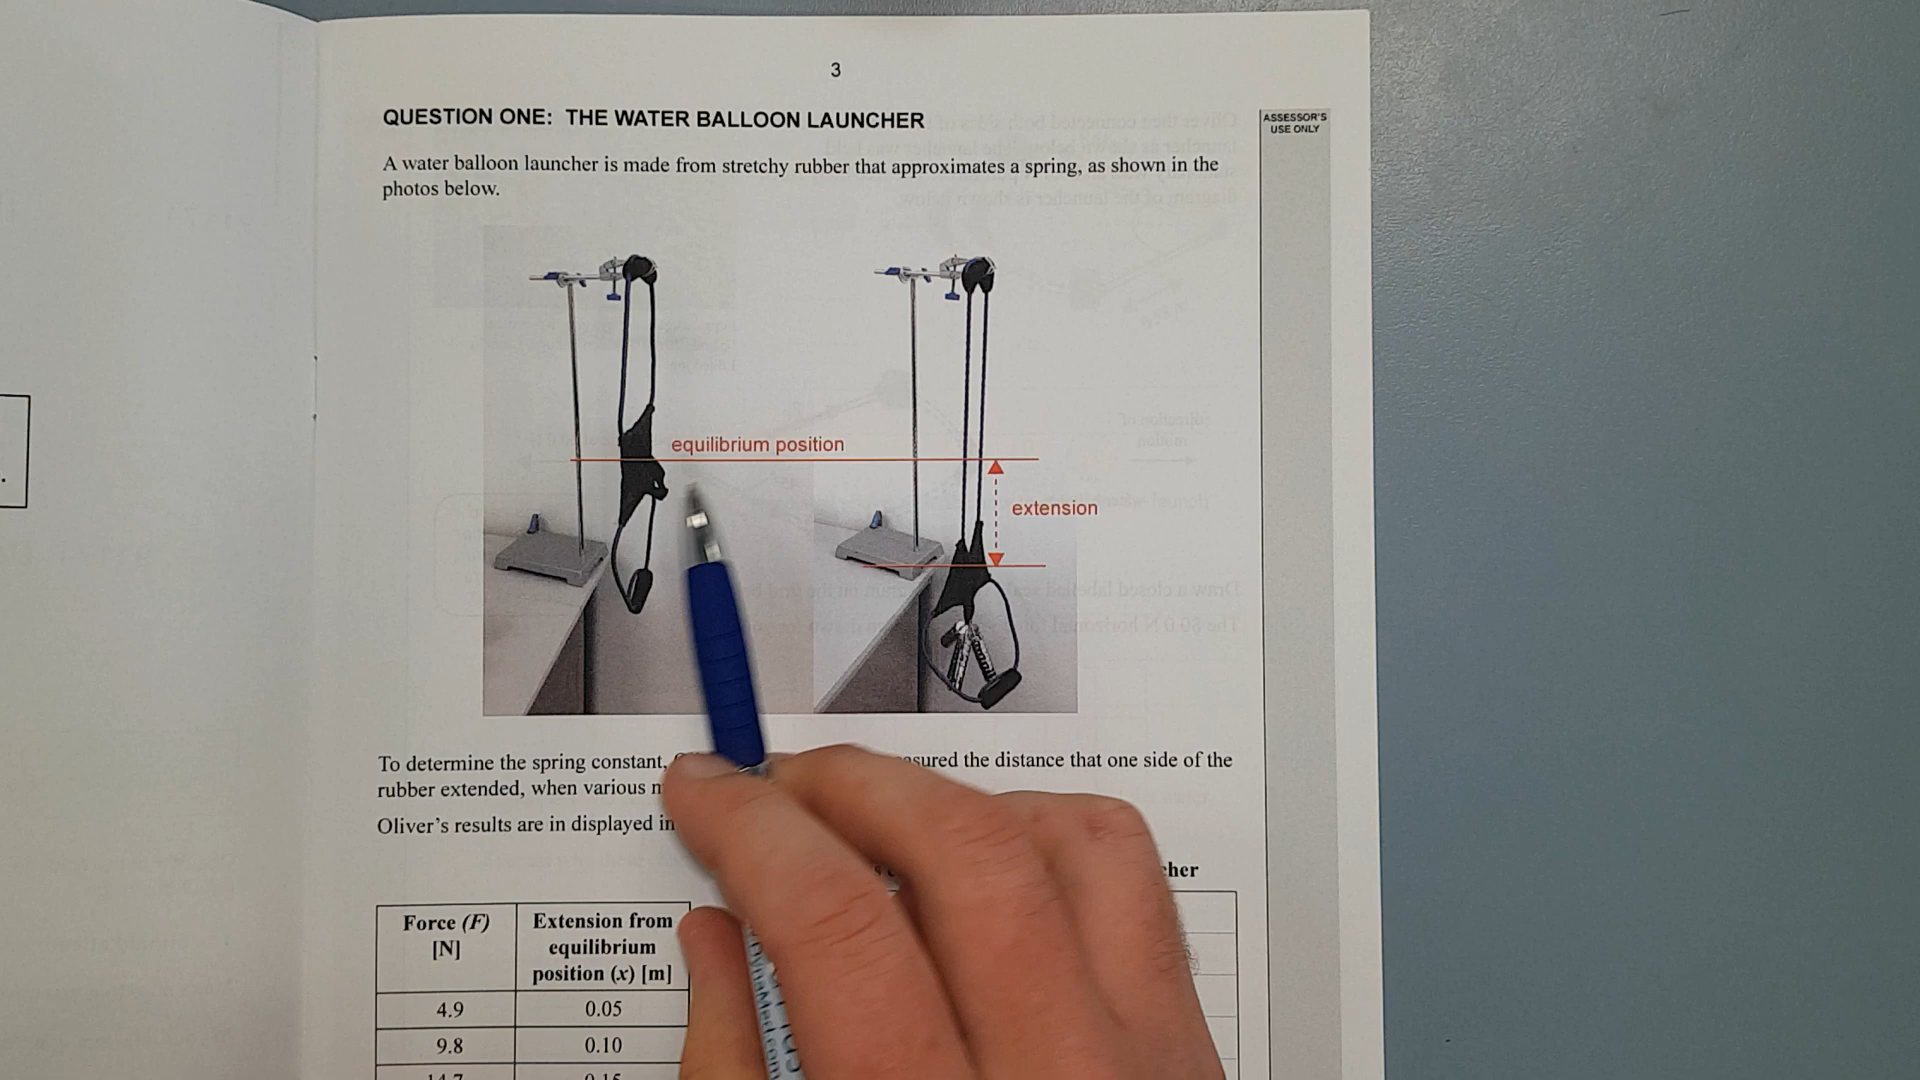 3
QUESTION ONE: THE WATER BALLOON LAUNCHER
ASSESSOR'S
USE ONLY
A water balloon launcher is made from stretchy rubber that approximates a spring, as shown in the
photos below.
equilibrium position
extension
To determine the spring constant, asured the distance that one side of the
rubber extended, when various
Oliver's results are in displayed in
cher
Force (F)
[N]
Extension from
equilibrium
position (x) [m]
4.9
0.05
9.8
0.10
14.7
0.15
DynaMed.com